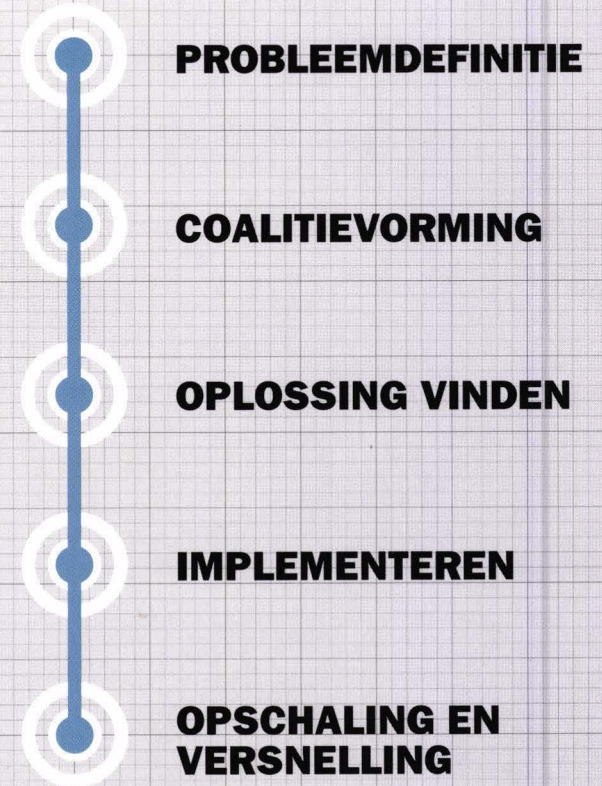 PROBLEEMDEFINITIE
COALITIEVORMING
OPLOSSING VINDEN
IMPLEMENTEREN
OPSCHALING EN
VERSNELLING